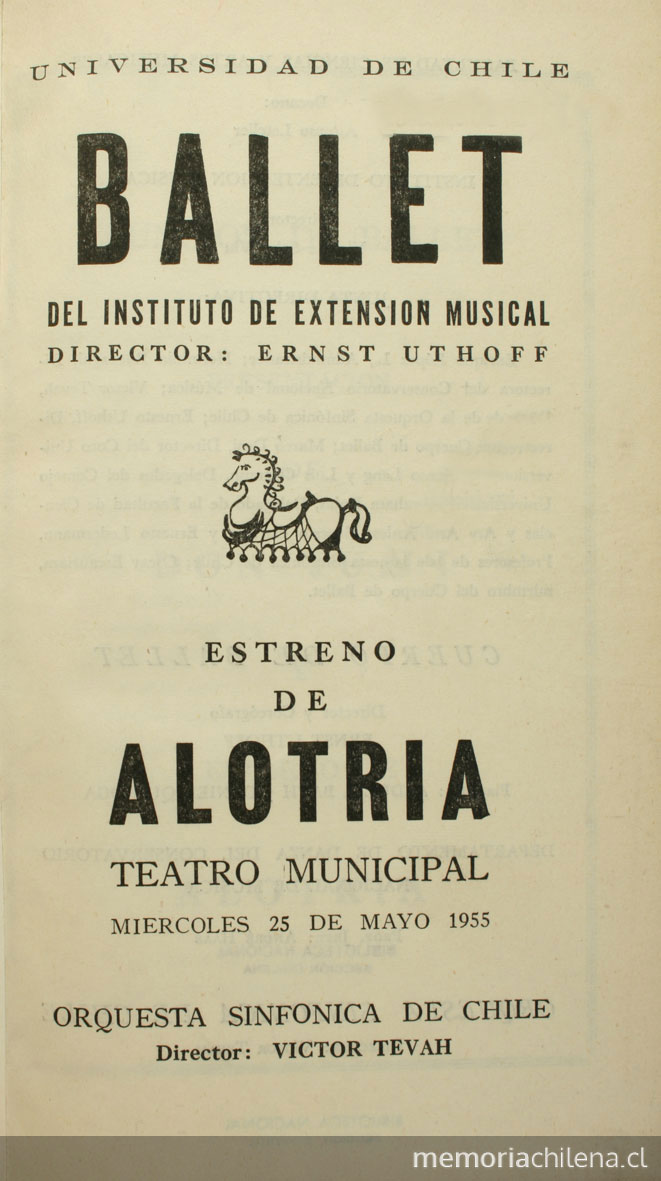 UNIVERSIDAD DE CHILE
BALLET
DEL INSTITUTO DE EXTENSION MUSICAL
DIRECTOR: ERNST UTHOFF
ESTRENO
DE
ALOTRIA
TEATRO MUNICIPAL
MIERCOLES 25 DE MAYO 1955
ORQUESTA SINFONICA DE CHILE
Director: VICTOR TEVAH
memoriachilena.cl